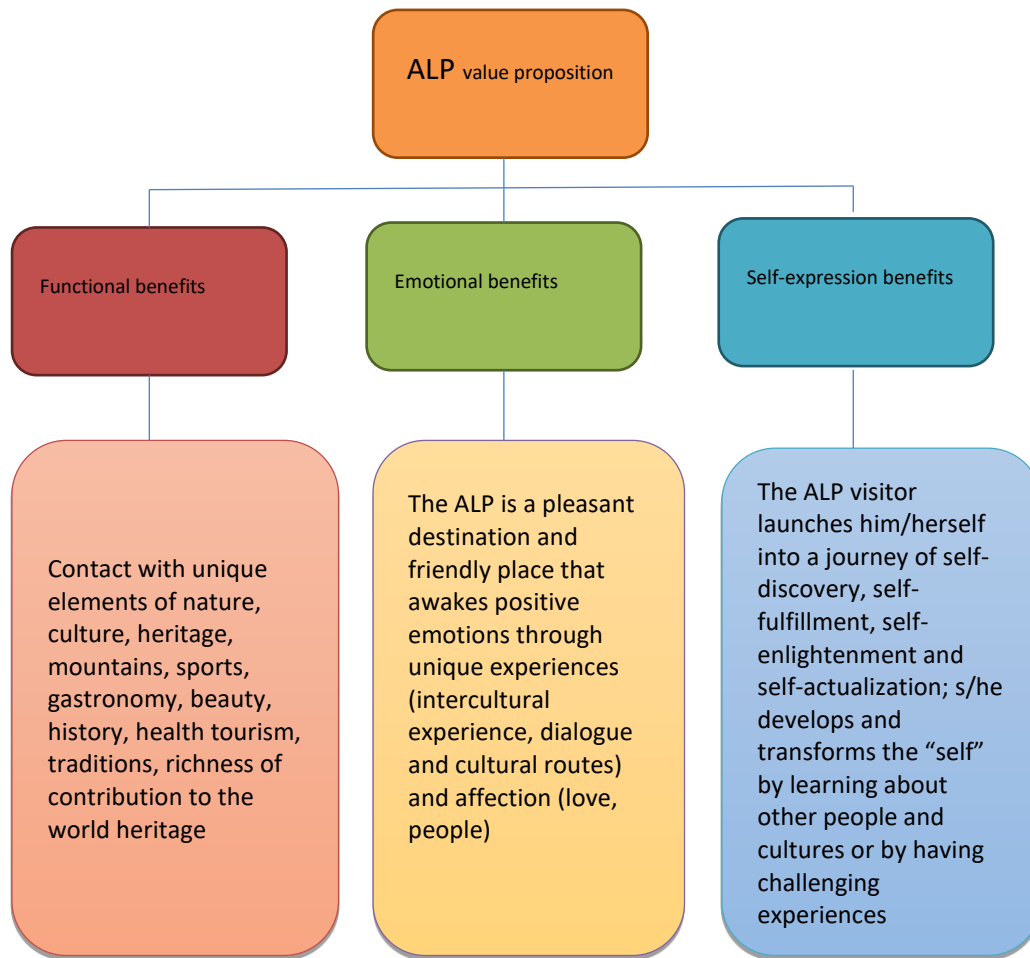 ALP value proposition
Functional benefits
Emotional benefits
Self-expression benefits
Contact with unique
elements of nature,
culture, heritage,
mountains, sports,
gastronomy, beauty,
history, health tourism,
traditions, richness of
contribution to the
world heritage
The ALP is a pleasant
destination and
friendly place that
awakes positive
emotions through
unique experiences
(intercultural
experience, dialogue
and cultural routes)
and affection (love,
people)
The ALP visitor
launches him/herself
into a journey of self-
discovery, self-
fulfillment, self-
enlightenment and
self-actualization; s/he
develops and
transforms the “self”
by learning about
other people and
cultures or by having
challenging
experiences